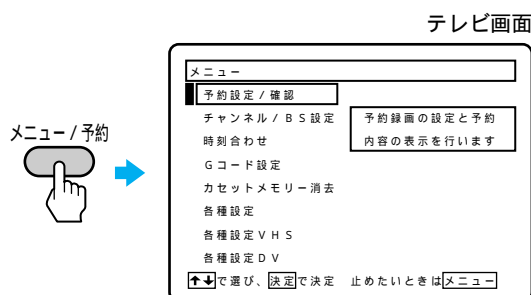 テレビ画面
メニュー / 予約
メニュー
予約設定 / 確認
チャンネル / BS設定
予約録画の設定と予約
内容の表示を行います
時刻合わせ
Gコード設定
カセットメモリー消去
各種設定
各種設定VHS
各種設定DV
↑↓で選び、決定で決定 止めたいときはメニュー